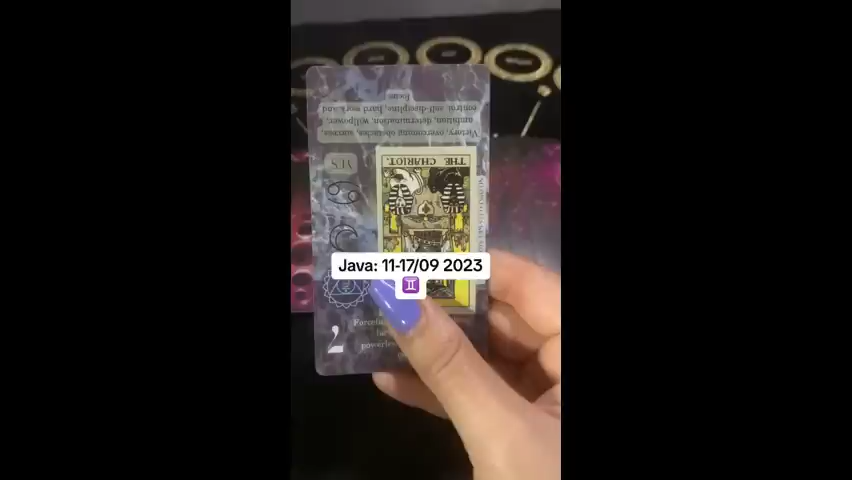 Victory, overcoming obstacles, success,
ambition, determination, willpower,
control, self-discipline, hard work and
focus
YES
THE CHARIOT.
Java: 11-17/09 2023
♊